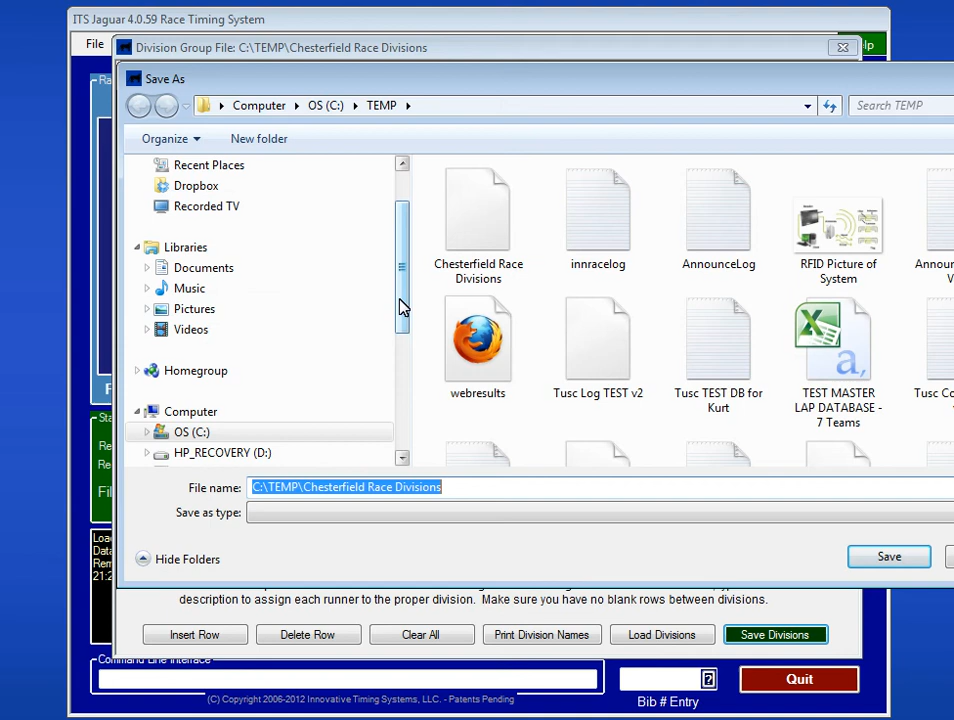 ITS Jaguar 4.0.59 Race Timing System
File
Division Group File: C:\TEMP\Chesterfield Race Divisions
Save As
Computer
OS (C:)
TEMP
Search TEMP
Organize
New folder
Recent Places
Dropbox
Recorded TV
Libraries
Documents
Music
Pictures
Videos
Homegroup
Computer
OS (C:)
HP_RECOVERY (D:)
Chesterfield Race
Divisions
innracelog
AnnounceLog
RFID Picture of
System
webresults
Tusc Log TEST v2
Tusc TEST DB for
Kurt
TEST MASTER
LAP DATABASE -
7 Teams
File name:
C:\TEMP\Chesterfield Race Divisions
Save as type:
Hide Folders
Save
description to assign each runner to the proper division. Make sure you have no blank rows between divisions.
Insert Row
Delete Row
Clear All
Print Division Names
Load Divisions
Save Divisions
Command Line Interface
Quit
(C) Copyright 2006-2012 Innovative Timing Systems, LLC. - Patents Pending
Bib # Entry